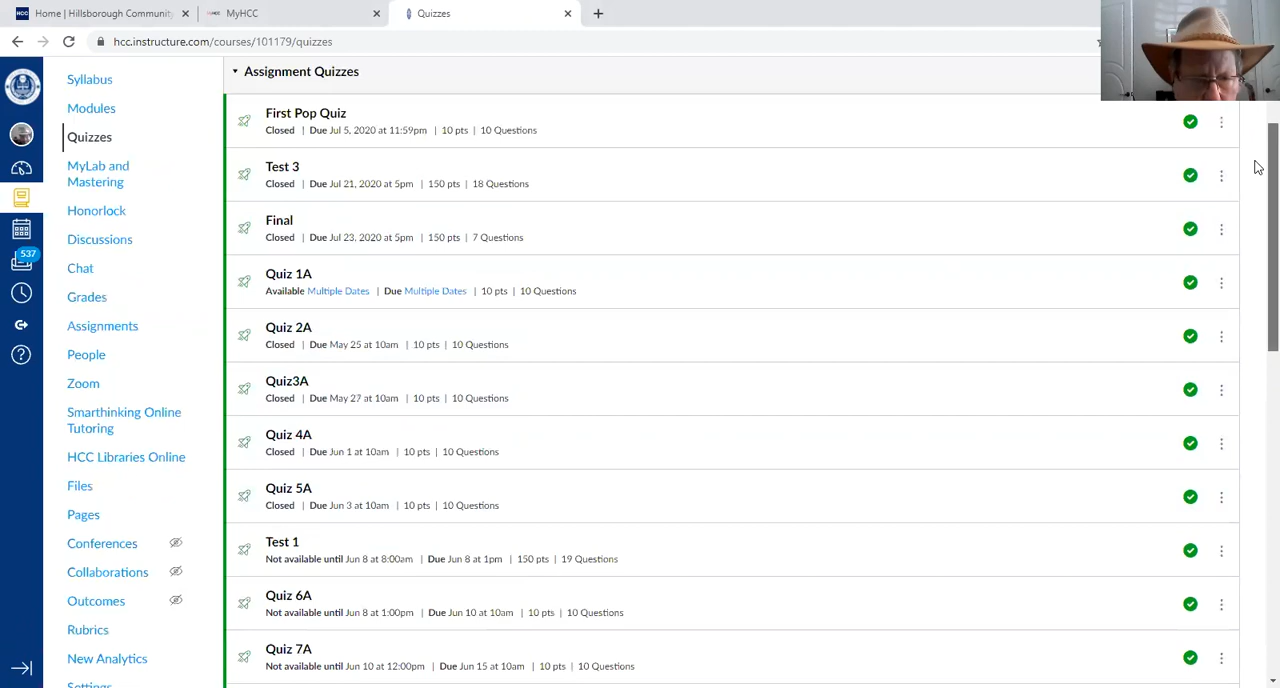 Home | Hillsborough Community
MyHCC
Quizzes
hcc.instructure.com/courses/101179/quizzes
537
Syllabus
Modules
Quizzes
MyLab and
Mastering
Honorlock
Discussions
Chat
Grades
Assignments
People
Zoom
Smarthinking Online
Tutoring
HCC Libraries Online
Files
Pages
Conferences
Collaborations
Outcomes
Rubrics
New Analytics
Settings
Assignment Quizzes
First Pop Quiz
Closed | Due Jul 5, 2020 at 11:59pm | 10 pts | 10 Questions
Test 3
Closed | Due Jul 21, 2020 at 5pm | 150 pts | 18 Questions
Final
Closed | Due Jul 23, 2020 at 5pm | 150 pts | 7 Questions
Quiz 1A
Available Multiple Dates | Due Multiple Dates | 10 pts | 10 Questions
Quiz 2A
Closed | Due May 25 at 10am | 10 pts | 10 Questions
Quiz3A
Closed | Due May 27 at 10am | 10 pts | 10 Questions
Quiz 4A
Closed | Due Jun 1 at 10am | 10 pts | 10 Questions
Quiz 5A
Closed | Due Jun 3 at 10am | 10 pts | 10 Questions
Test 1
Not available until Jun 8 at 8:00am | Due Jun 8 at 1pm | 150 pts | 19 Questions
Quiz 6A
Not available until Jun 8 at 1:00pm | Due Jun 10 at 10am | 10 pts | 10 Questions
Quiz 7A
Not available until Jun 10 at 12:00pm | Due Jun 15 at 10am | 10 pts | 10 Questions